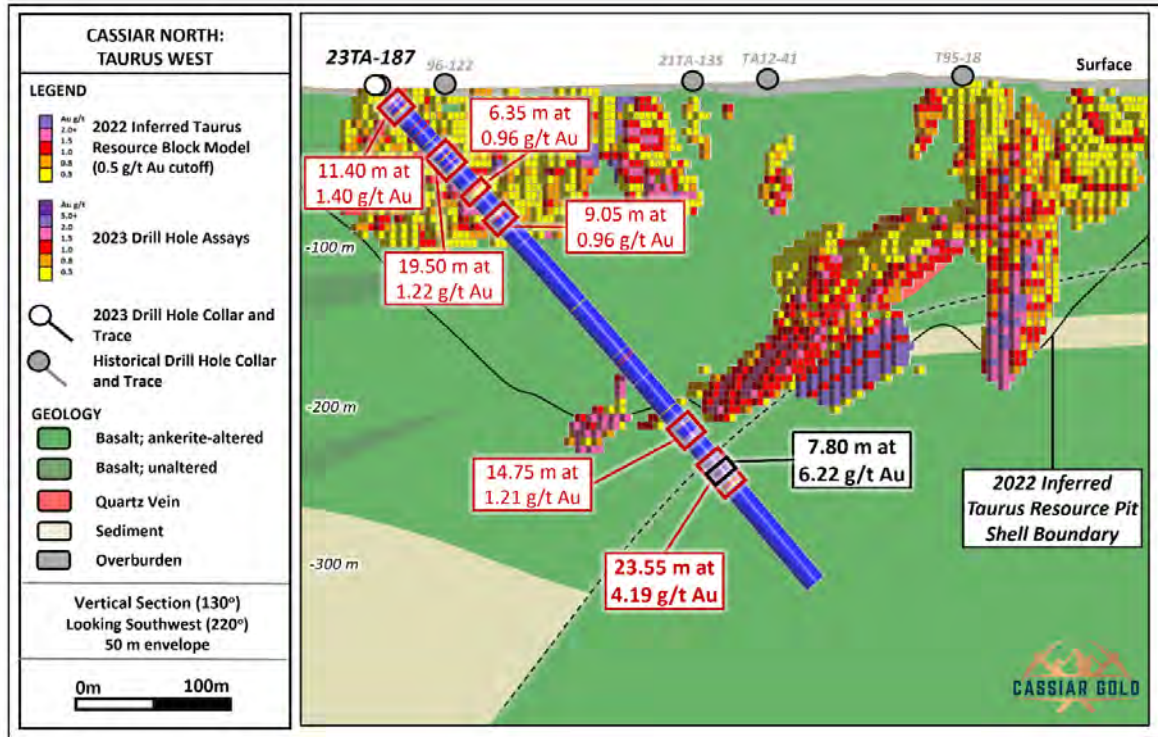 CASSIAR NORTH:
TAURUS WEST
LEGEND
Au g/t
2.0+
1.5
1.0
0.8
0.5
2022 Inferred Taurus
Resource Block Model
(0.5 g/t Au cutoff)
Au g/t
5.0+
2.0
1.5
1.0
0.8
0.5
2023 Drill Hole Assays
2023 Drill Hole Collar and
Trace
Historical Drill Hole Collar
and Trace
GEOLOGY
Basalt; ankerite-altered
Basalt; unaltered
Quartz Vein
Sediment
Overburden
Vertical Section (130°)
Looking Southwest (220°)
50 m envelope
0m 100m
23TA-187
96-122
21TA-135
TA12-41
T95-18
Surface
6.35 m at
0.96 g/t Au
11.40 m at
1.40 g/t Au
9.05 m at
0.96 g/t Au
-100 m
19.50 m at
1.22 g/t Au
-200 m
14.75 m at
1.21 g/t Au
7.80 m at
6.22 g/t Au
2022 Inferred
Taurus Resource Pit
Shell Boundary
-300 m
23.55 m at
4.19 g/t Au
CASSIAR GOLD